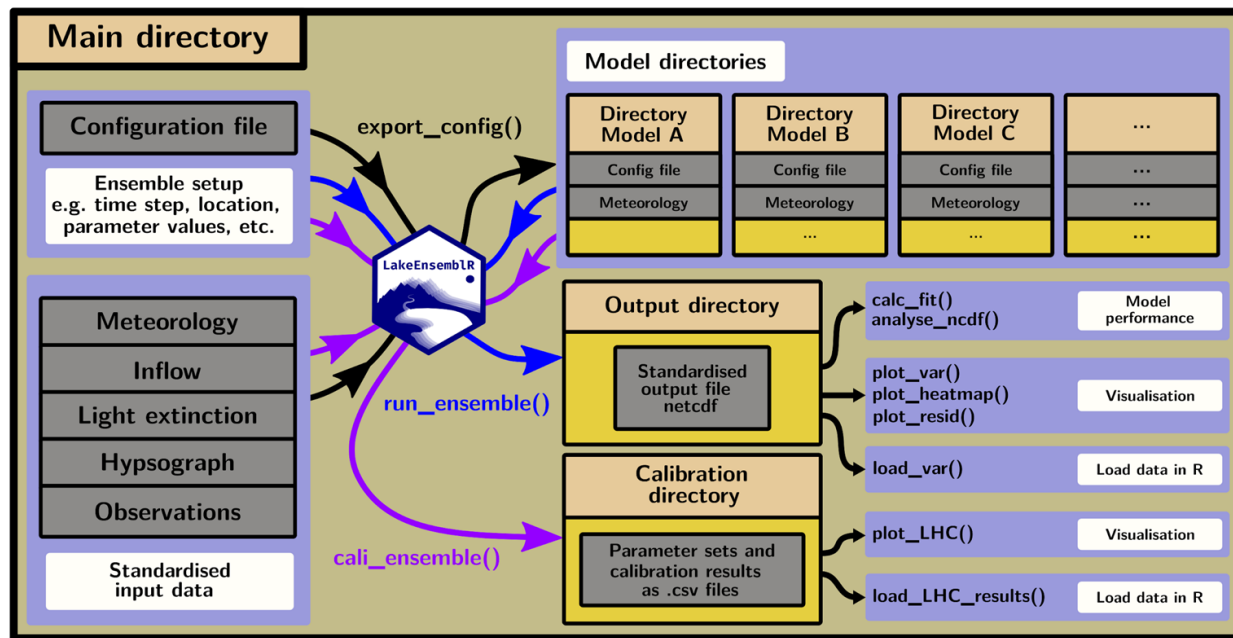 Main directory
Configuration file
Ensemble setup
e.g. time step, location,
parameter values, etc.
Meteorology
Inflow
Light extinction
Hypsograph
Observations
Standardised
input data
export_config()
LakeEnsemblR
run_ensemble()
cali_ensemble()
Model directories
Directory
Model A
Config file
Meteorology
Directory
Model B
Config file
Meteorology
...
Directory
Model C
Config file
Meteorology
...
...
...
...
...
Output directory
Standardised
output file
netcdf
calc_fit()
analyse_ncdf()
Model
performance
plot_var()
plot_heatmap()
plot_resid()
Visualisation
load_var()
Load data in R
Calibration
directory
Parameter sets and
calibration results
as .csv files
plot_LHC()
Visualisation
load_LHC_results()
Load data in R